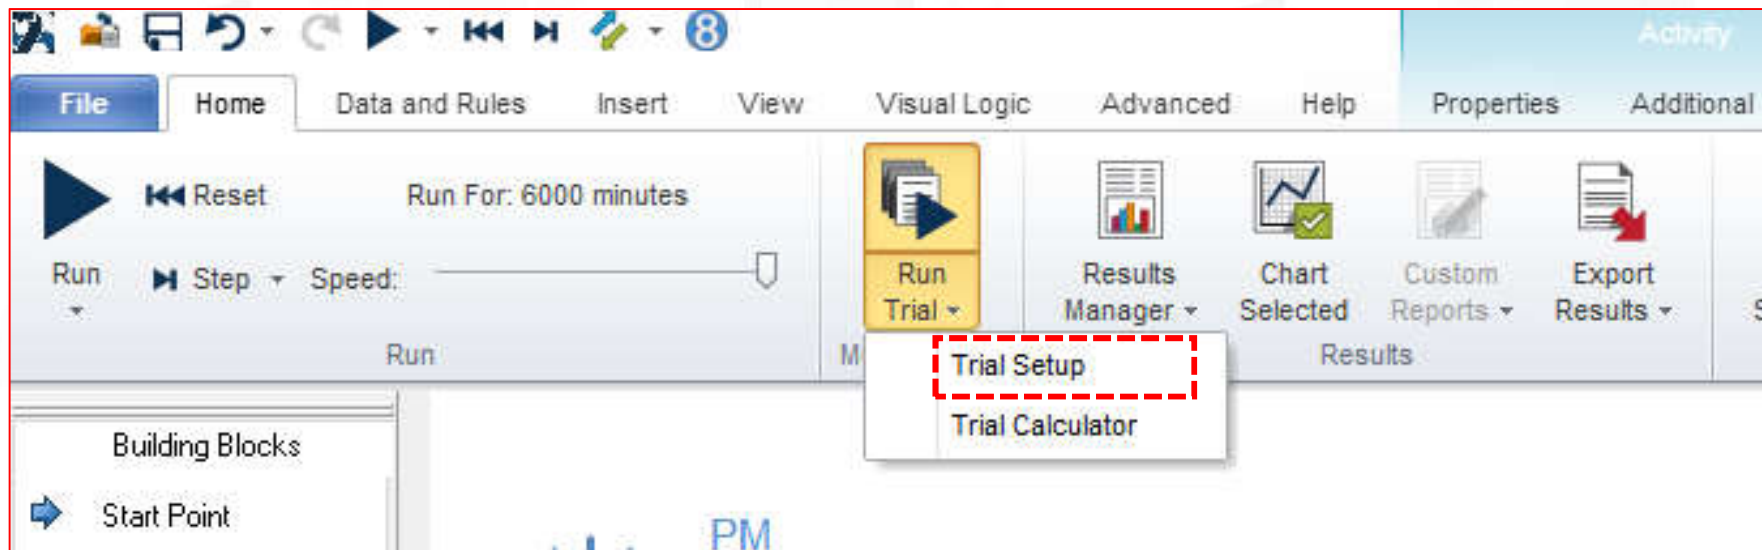 8
Activity
File Home Data and Rules Insert View Visual Logic Advanced Help Properties Additional
Reset Run For: 6000 minutes
Run Step Speed:
Run
Run
Trial
Results
Manager
Chart
Selected
Custom
Reports
Export
Results
Results
Trial Setup
Trial Calculator
Building Blocks
Start Point
PM